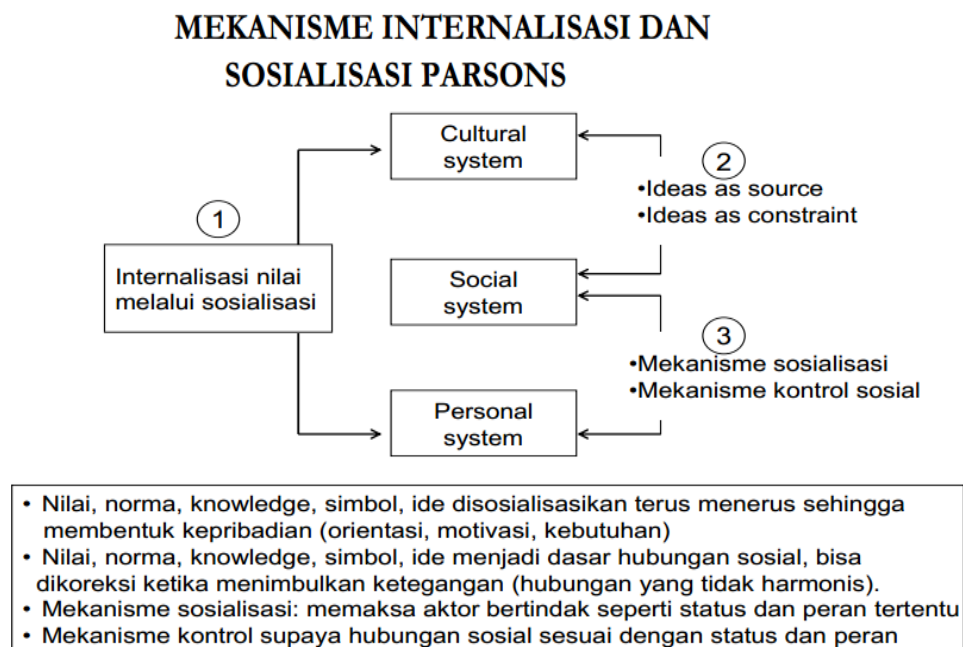 MEKANISME INTERNALISASI DAN
SOSIALISASI PARSONS
Cultural
system
2
•Ideas as source
•Ideas as constraint
1
Internalisasi nilai
melalui sosialisasi
Social
system
3
•Mekanisme sosialisasi
•Mekanisme kontrol sosial
Personal
system
• Nilai, norma, knowledge, simbol, ide disosialisasikan terus menerus sehingga
membentuk kepribadian (orientasi, motivasi, kebutuhan)
• Nilai, norma, knowledge, simbol, ide menjadi dasar hubungan sosial, bisa
dikoreksi ketika menimbulkan ketegangan (hubungan yang tidak harmonis).
• Mekanisme sosialisasi: memaksa aktor bertindak seperti status dan peran tertentu
• Mekanisme kontrol supaya hubungan sosial sesuai dengan status dan peran